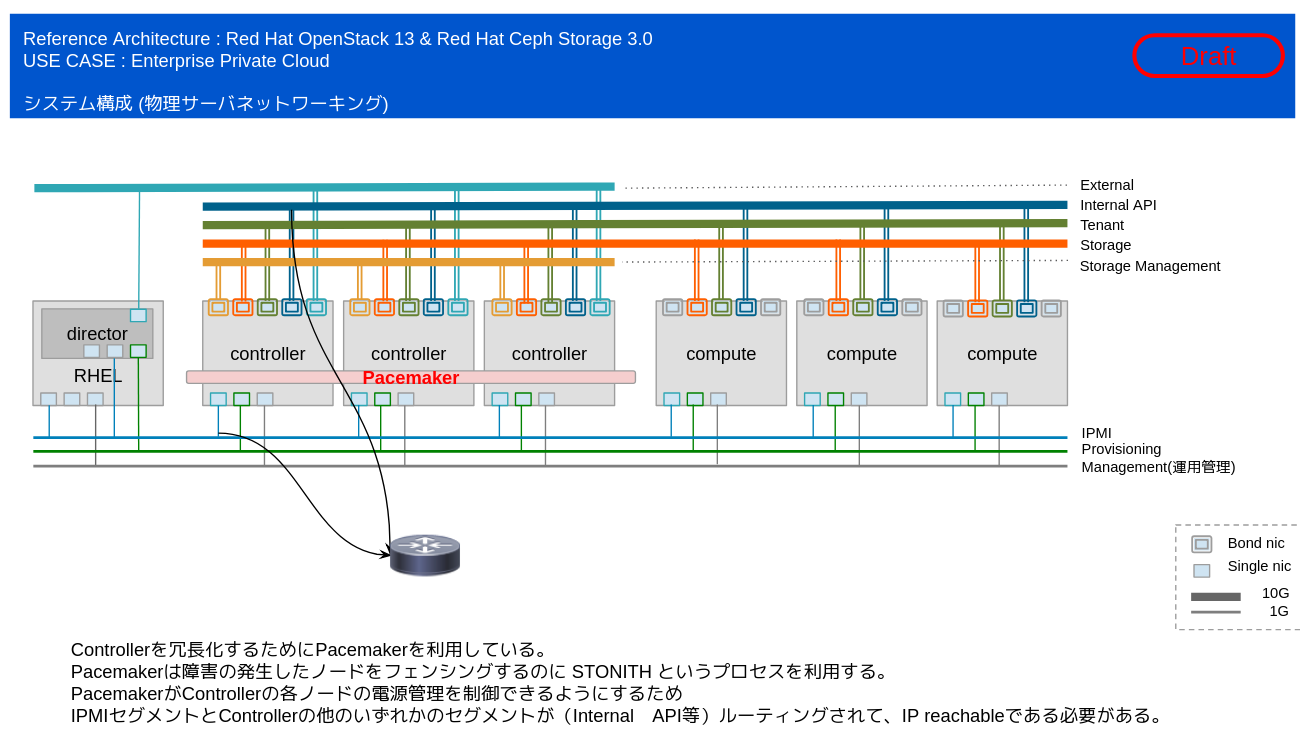 Reference Architecture : Red Hat OpenStack 13 & Red Hat Ceph Storage 3.0
USE CASE : Enterprise Private Cloud
Draft
システム構成 (物理サーバネットワーキング)
External
Internal API
Tenant
Storage
Storage Management
director
RHEL
controller
controller
controller
compute
compute
compute
Pacemaker
IPMI
Provisioning
Management(運用管理)
Bond nic
Single nic
10G
1G
Controllerを冗長化するためにPacemakerを利用している。
Pacemakerは障害の発生したノードをフェンシングするのに STONITH というプロセスを利用する。
PacemakerがControllerの各ノードの電源管理を制御できるようにするため
IPMIセグメントとControllerの他のいずれかのセグメントが（Internal　API等）ルーティングされて、IP reachableである必要がある。